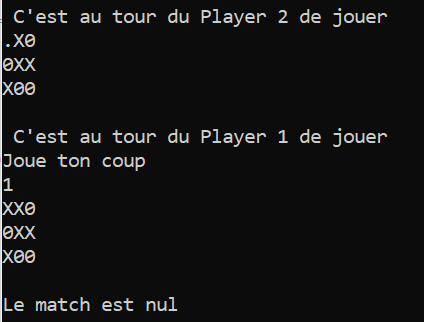 C'est au tour du Player 2 de jouer
.X0
0XX
X00
C'est au tour du Player 1 de jouer
Joue ton coup
1
XX0
0XX
X00
Le match est nul